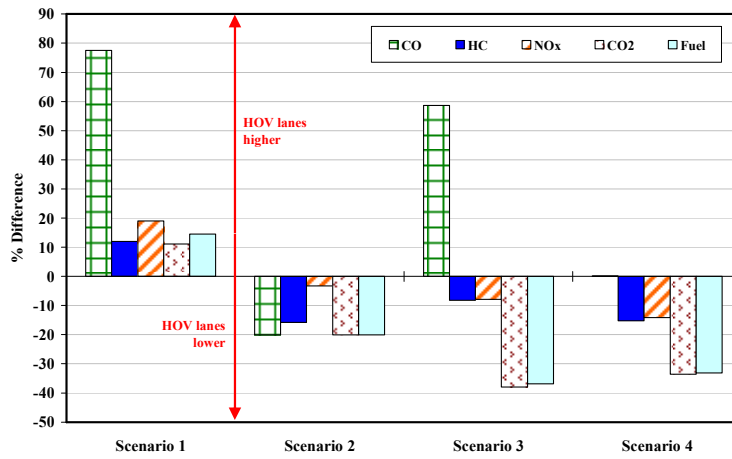 90
80
70
60
50
40
30
20
10
0
-10
-20
-30
-40
-50
% Difference
CO HC NOx CO2 Fuel
HOV lanes
higher
HOV lanes
lower
Scenario 1 Scenario 2 Scenario 3 Scenario 4